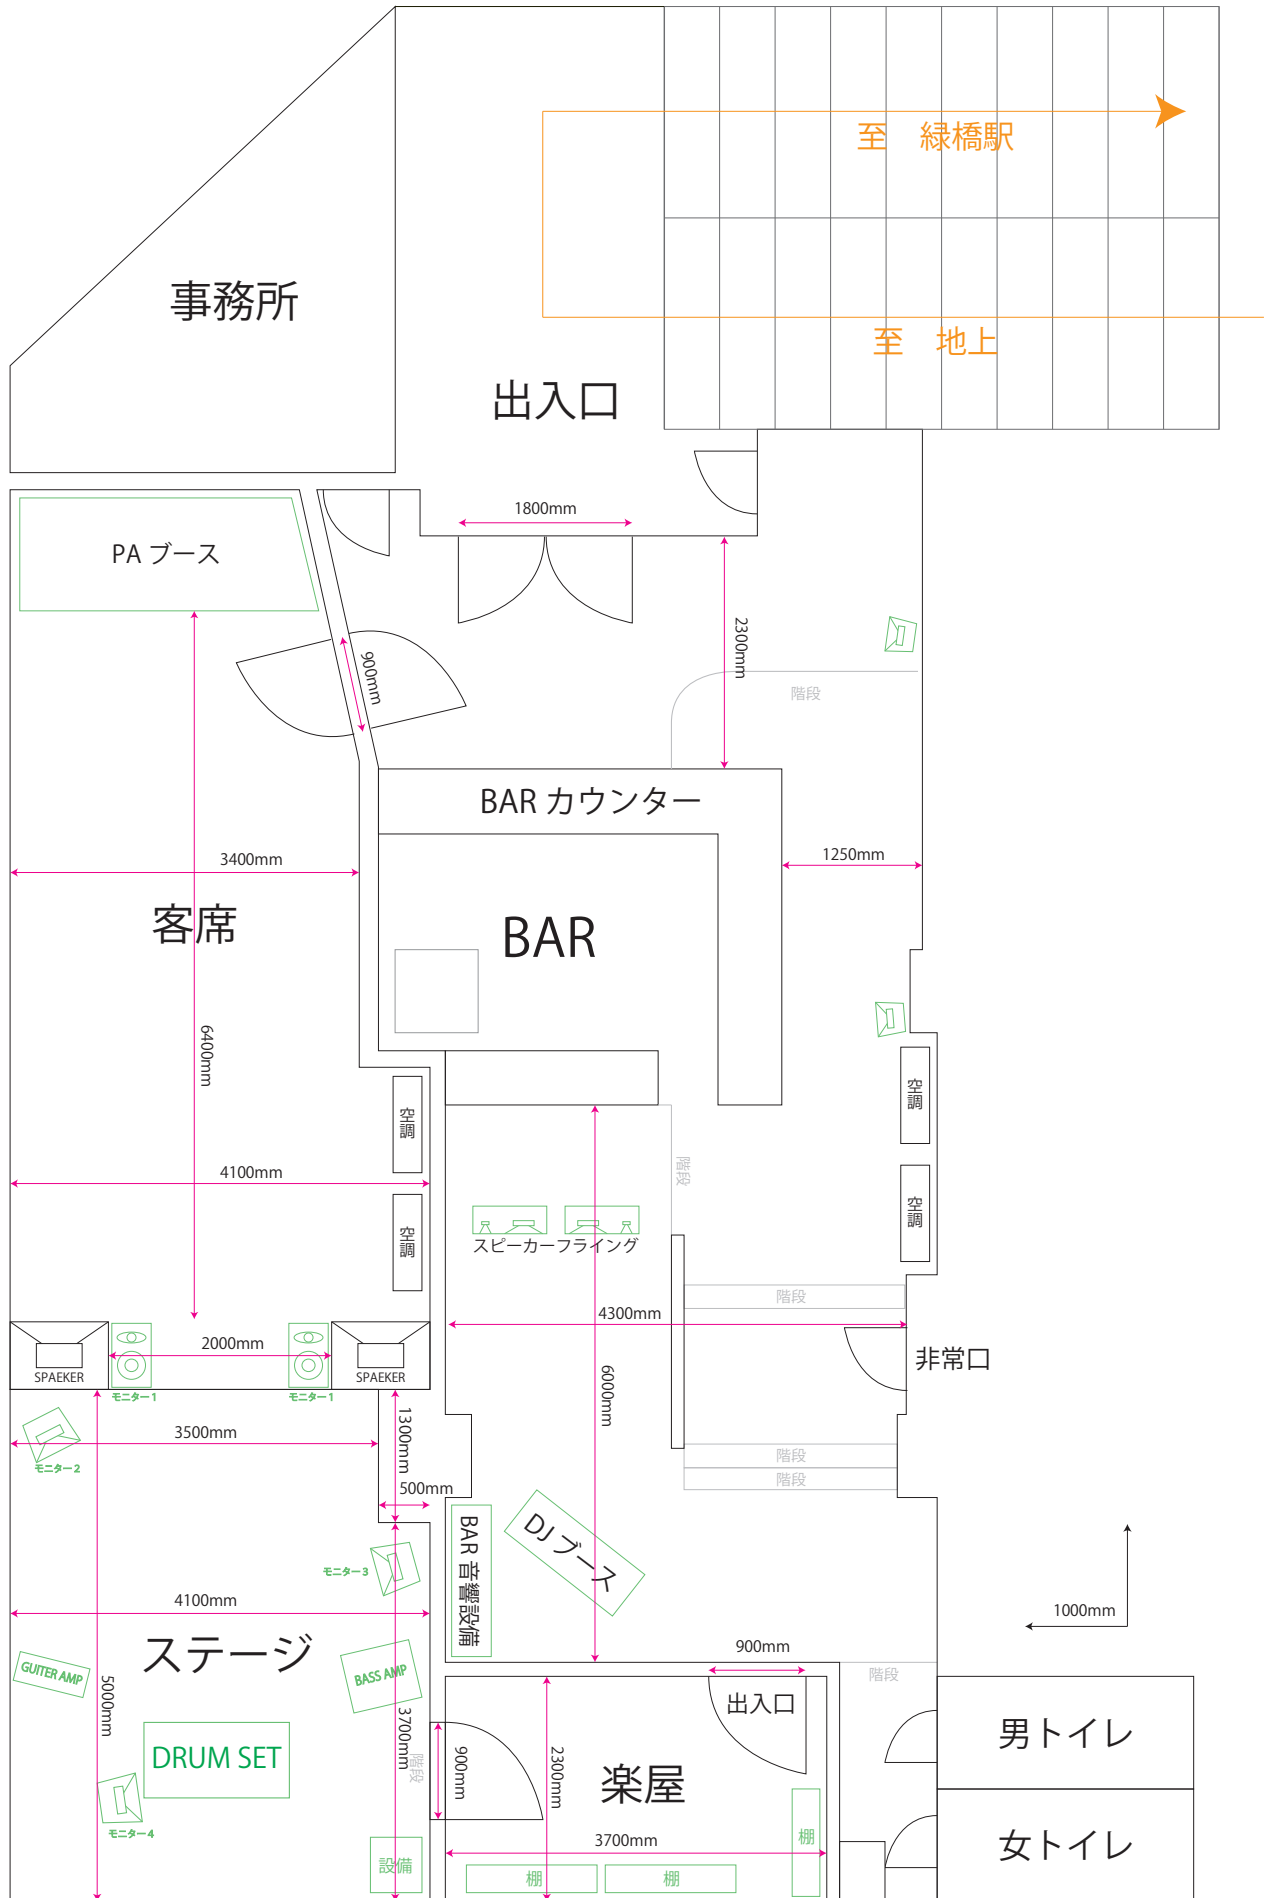 至　緑橋駅
事務所
至　地上
出入口
1800mm
PA ブース
2300mm
900mm
階段
BAR カウンター
3400mm
1250mm
客席
BAR
6400mm
空調
空調
4100mm
階段
空調
空調
スピーカーフライング
階段
4300mm
2000mm
非常口
SPAEKER
SPAEKER
モニター1
モニター1
6000mm
1300mm
3500mm
モニター2
階段
階段
500mm
BAR 音響設備
DJ ブース
モニター3
4100mm
1000mm
ステージ
900mm
GUITER AMP
BASS AMP
階段
5000mm
3700mm
出入口
男トイレ
DRUM SET
階段
900mm
2300mm
楽屋
モニター4
3700mm
棚
女トイレ
設備
棚
棚